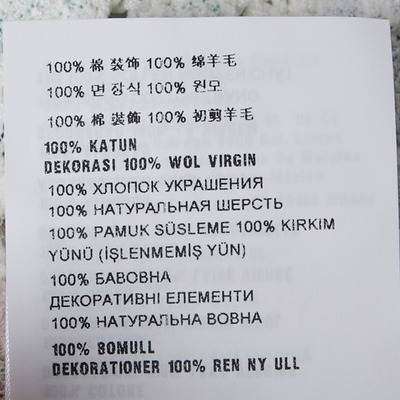 100% 棉 装饰 100% 绵羊毛
100% 면 장식 100% 원모
100% 棉 裝飾 100% 初剪羊毛
100% KATUN
DEKORASI 100% WOL VIRGIN
100% ХЛОПОК УКРАШЕНИЯ
100% НАТУРАЛЬНАЯ ШЕРСТЬ
100% PAMUK SÜSLEME 100% KIRKIM
YÜNÜ (İŞLENMEMİŞ YÜN)
100% БАВОВНА
ДЕКОРАТИВНІ ЕЛЕМЕНТИ
100% НАТУРАЛЬНА ВОВНА
100% BOMULL
DEKORATIONER 100% REN NY ULL